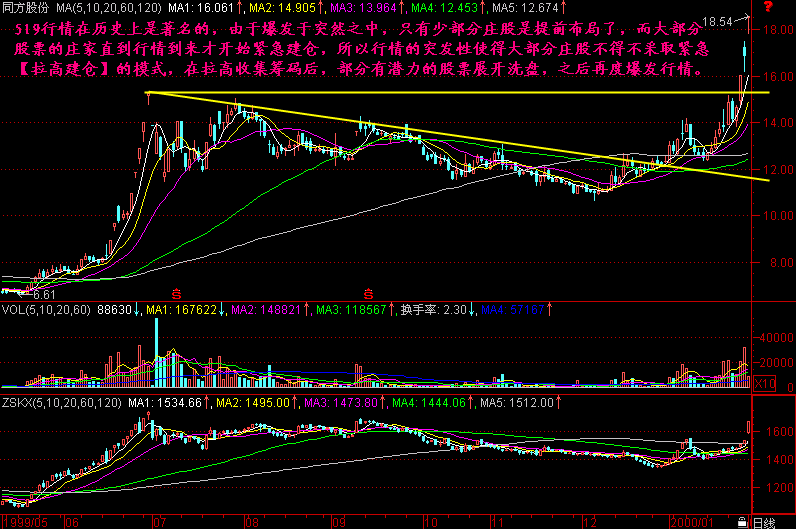 同方股份 MA(5,10,20,60,120) MA1: 16.061↑, MA2: 14.905↑, MA3: 13.964↑, MA4: 12.453↑, MA5: 12.674↑
18.54
519行情在历史上是著名的，由于爆发于突然之中，只有少部分庄股是提前布局了，而大部分
股票的庄家直到行情到来才开始紧急建仓，所以行情的突发性使得大部分庄股不得不采取紧急
【拉高建仓】的模式，在拉高收集筹码后，部分有潜力的股票展开洗盘，之后再度爆发行情。
?
18.00
16.00
14.00
12.00
10.00
8.00
6.61
S S
VOL(5,10,20,60) 88630↓, MA1: 167622↓, MA2: 148821↑, MA3: 118567↑, 换手率: 2.30↓, MA4: 57167↑
40000
20000
X10
0
ZSKX(5,10,20,60,120) MA1: 1534.66↑, MA2: 1495.00↑, MA3: 1473.80↑, MA4: 1444.06↑, MA5: 1512.00↑
1600
1400
1200
1999/05 06 07 08 09 10 11 12 2000/01 日线